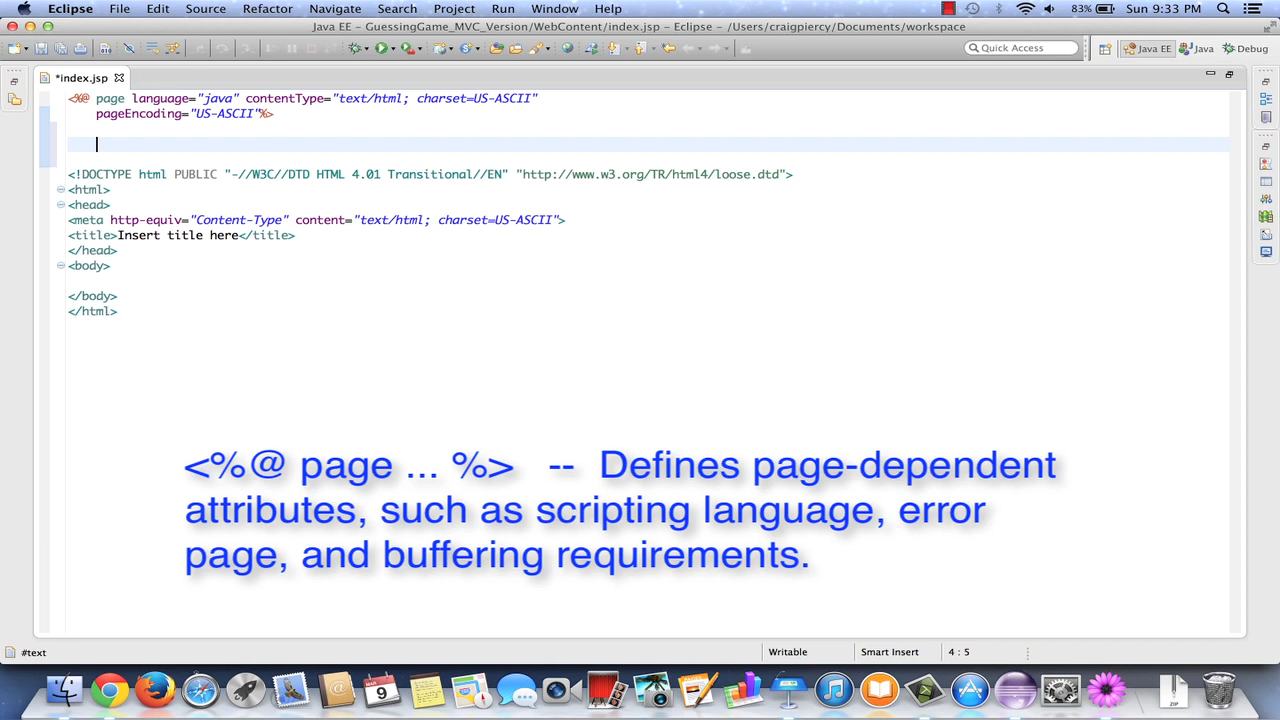 Eclipse File Edit Source Refactor Navigate Search Project Run Window Help 83% Sun 9:33 PM
Java EE – GuessingGame_MVC_Version/WebContent/index.jsp – Eclipse – /Users/craigpiercy/Documents/workspace
Quick Access Java EE Java Debug
*index.jsp
<%@ page language="java" contentType="text/html; charset=US-ASCII"
pageEncoding="US-ASCII"%>
<!DOCTYPE html PUBLIC "-//W3C//DTD HTML 4.01 Transitional//EN" "http://www.w3.org/TR/html4/loose.dtd">
<html>
<head>
<meta http-equiv="Content-Type" content="text/html; charset=US-ASCII">
<title>Insert title here</title>
</head>
<body>
</body>
</html>
<%@ page ... %> -- Defines page-dependent
attributes, such as scripting language, error
page, and buffering requirements.
#text Writable Smart Insert 4 : 5
MAR
9
ZIP